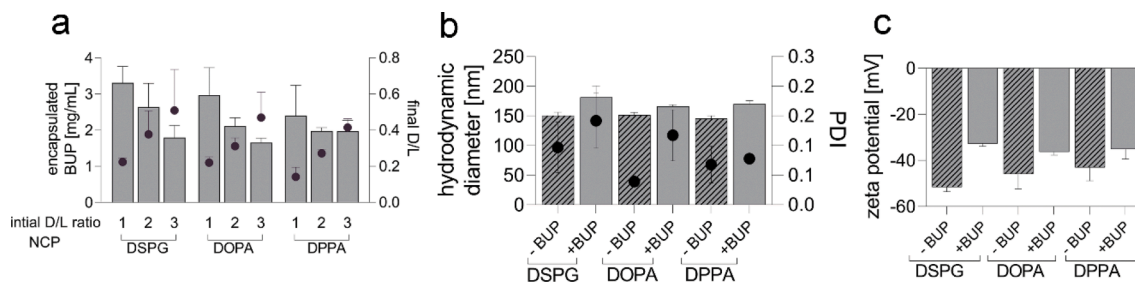 a
encapsulated
BUP [mg/mL]
4
3
2
1
0
0.8
0.6
0.4
0.2
0.0
final D/L
intial D/L ratio 1 2 3 1 2 3 1 2 3
NCP DSPG DOPA DPPA
b
hydrodynamic
diameter [nm]
250
200
150
100
50
0
0.3
0.2
0.2
0.1
0.1
0.0
PDI
- BUP +BUP - BUP +BUP - BUP +BUP
DSPG DOPA DPPA
c
zeta potential [mV]
0
-20
-40
-60
- BUP +BUP - BUP +BUP - BUP +BUP
DSPG DOPA DPPA